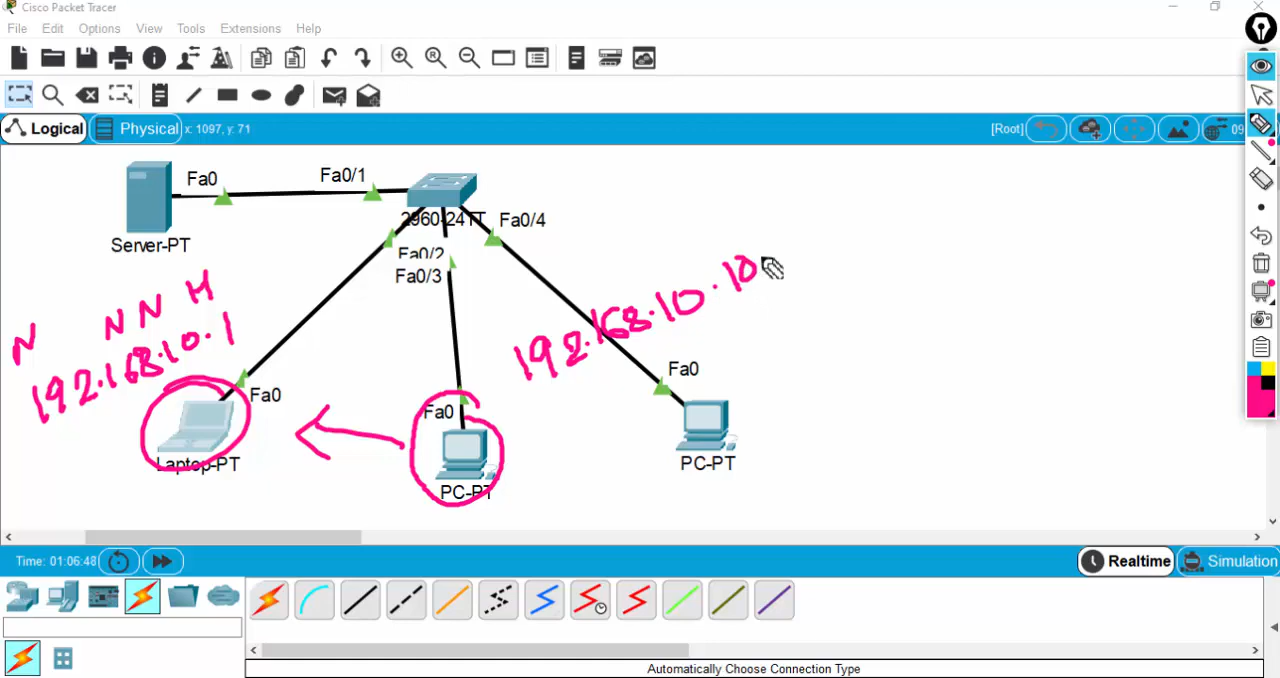 Cisco Packet Tracer
File Edit Options View Tools Extensions Help
Logical Physical x: 1097, y: 71 [Root] 09
Fa0 Fa0/1
2960-24TT Fa0/4
Server-PT
Fa0/2
Fa0/3
N N N H
192.168.10.1
192.168.10.10
Fa0 Fa0 Fa0
Laptop-PT
PC-PT
PC-PT
Time: 01:06:48 Realtime Simulation
Automatically Choose Connection Type